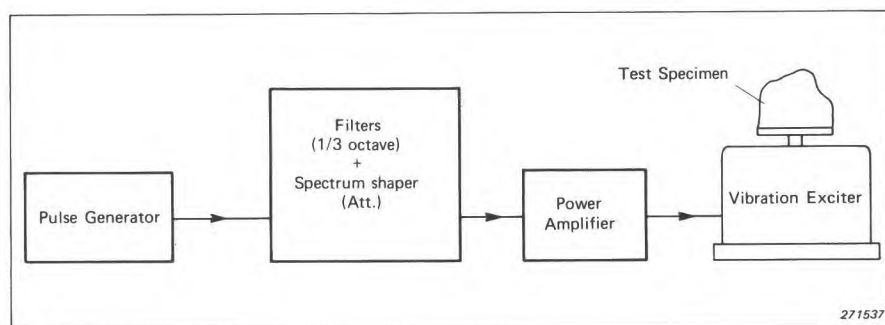 Pulse Generator
Filters
(1/3 octave)
+
Spectrum shaper
(Att.)
Power
Amplifier
Test Specimen
Vibration Exciter
271537